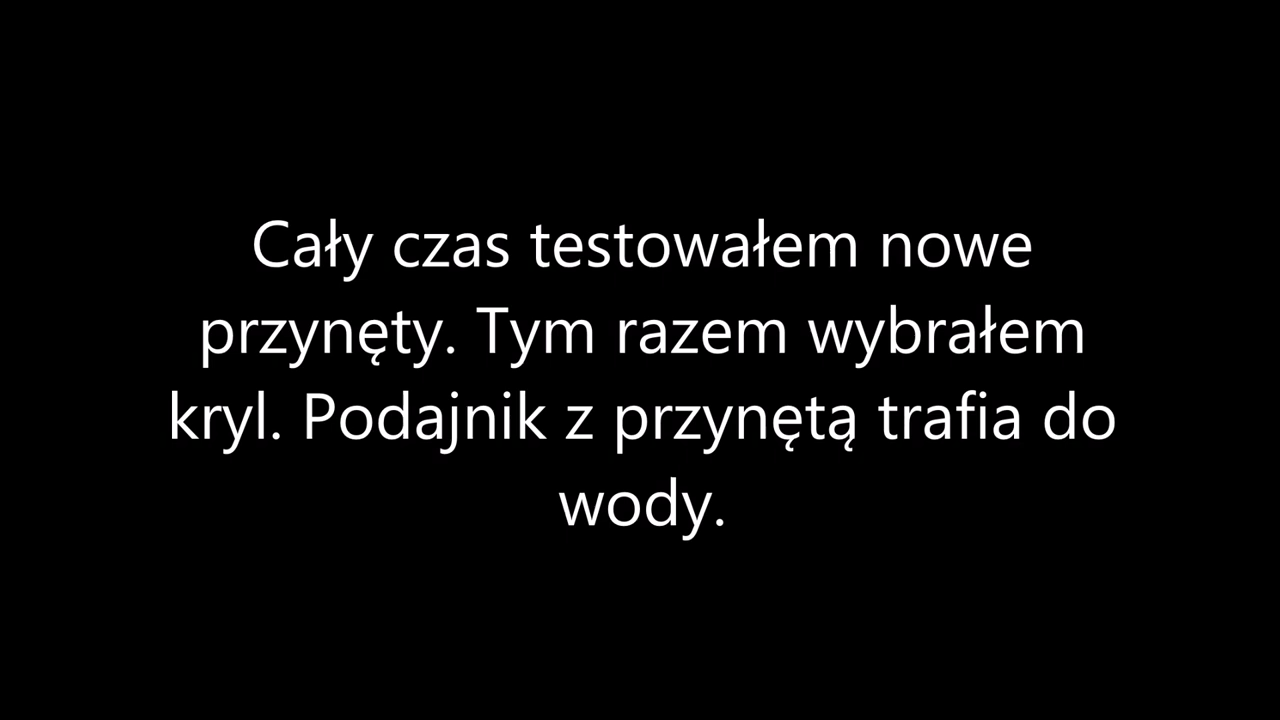 Cały czas testowałem nowe
przynęty. Tym razem wybrałem
kryl. Podajnik z przynętą trafia do
wody.